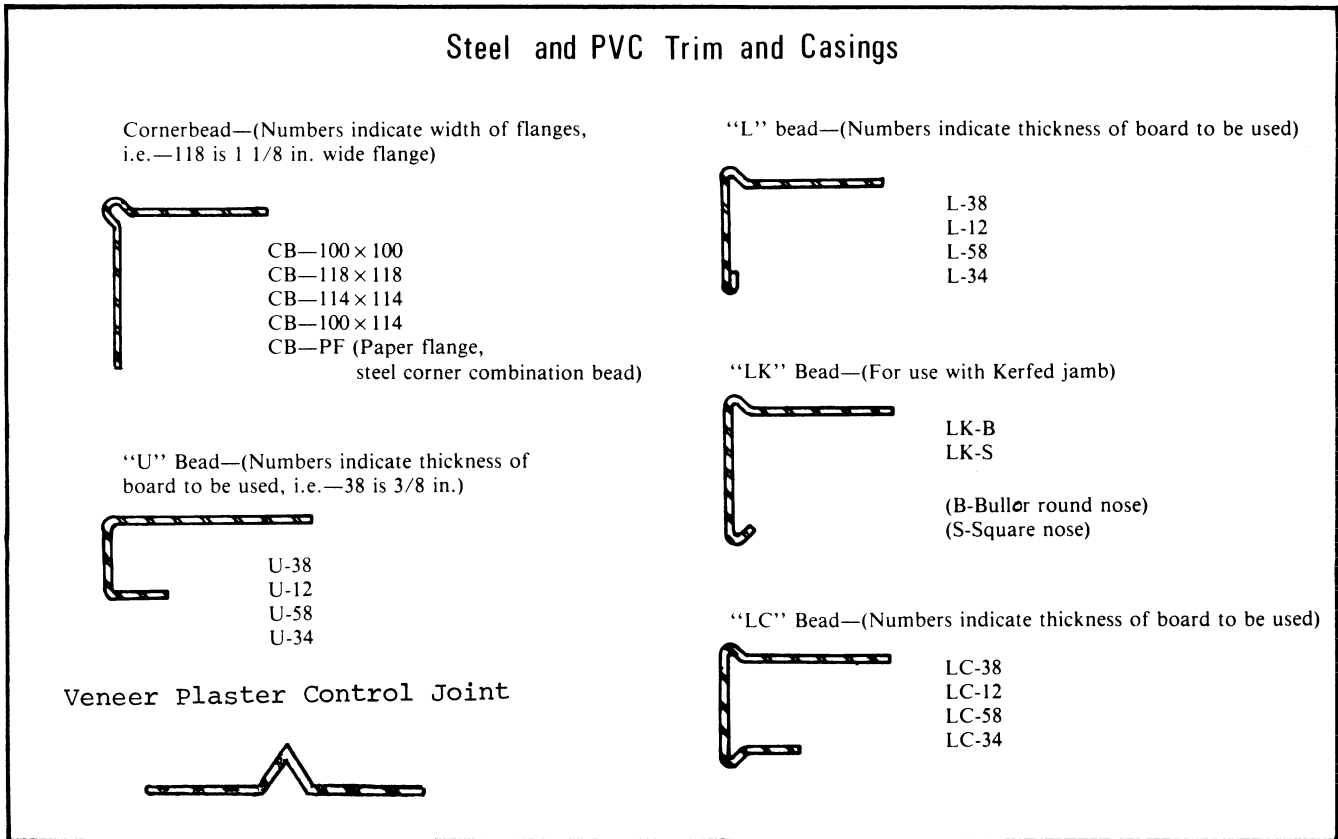 Steel and PVC Trim and Casings
Cornerbead—(Numbers indicate width of flanges,
i.e.—118 is 1 1/8 in. wide flange)
CB—100 × 100
CB—118 × 118
CB—114 × 114
CB—100 × 114
CB—PF (Paper flange,
steel corner combination bead)
“U” Bead—(Numbers indicate thickness of
board to be used, i.e.—38 is 3/8 in.)
U-38
U-12
U-58
U-34
Veneer Plaster Control Joint
“L” bead—(Numbers indicate thickness of board to be used)
L-38
L-12
L-58
L-34
“LK” Bead—(For use with Kerfed jamb)
LK-B
LK-S
(B-Bullor round nose)
(S-Square nose)
“LC” Bead—(Numbers indicate thickness of board to be used)
LC-38
LC-12
LC-58
LC-34